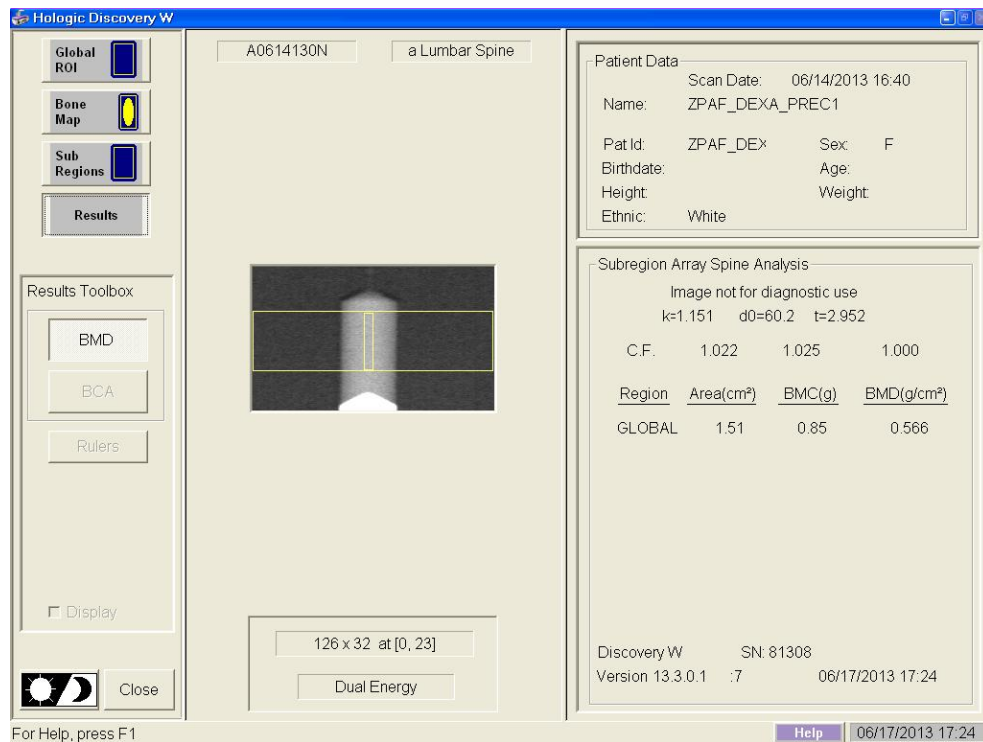 Hologic Discovery W
Global
ROI
Bone
Map
Sub
Regions
Results
Results Toolbox
BMD
BCA
Rulers
Display
Close
A0614130N a Lumbar Spine
126 x 32 at [0, 23]
Dual Energy
Patient Data
Scan Date: 06/14/2013 16:40
Name: ZPAF_DEXA_PREC1
Pat Id: ZPAF_DEX Sex: F
Birthdate: Age:
Height: Weight:
Ethnic: White
Subregion Array Spine Analysis
Image not for diagnostic use
k=1.151 d0=60.2 t=2.952
C.F. 1.022 1.025 1.000
Region Area(cm²) BMC(g) BMD(g/cm²)
GLOBAL 1.51 0.85 0.566
Discovery W SN: 81308
Version 13.3.0.1 :7 06/17/2013 17:24
For Help, press F1 Help 06/17/2013 17:24